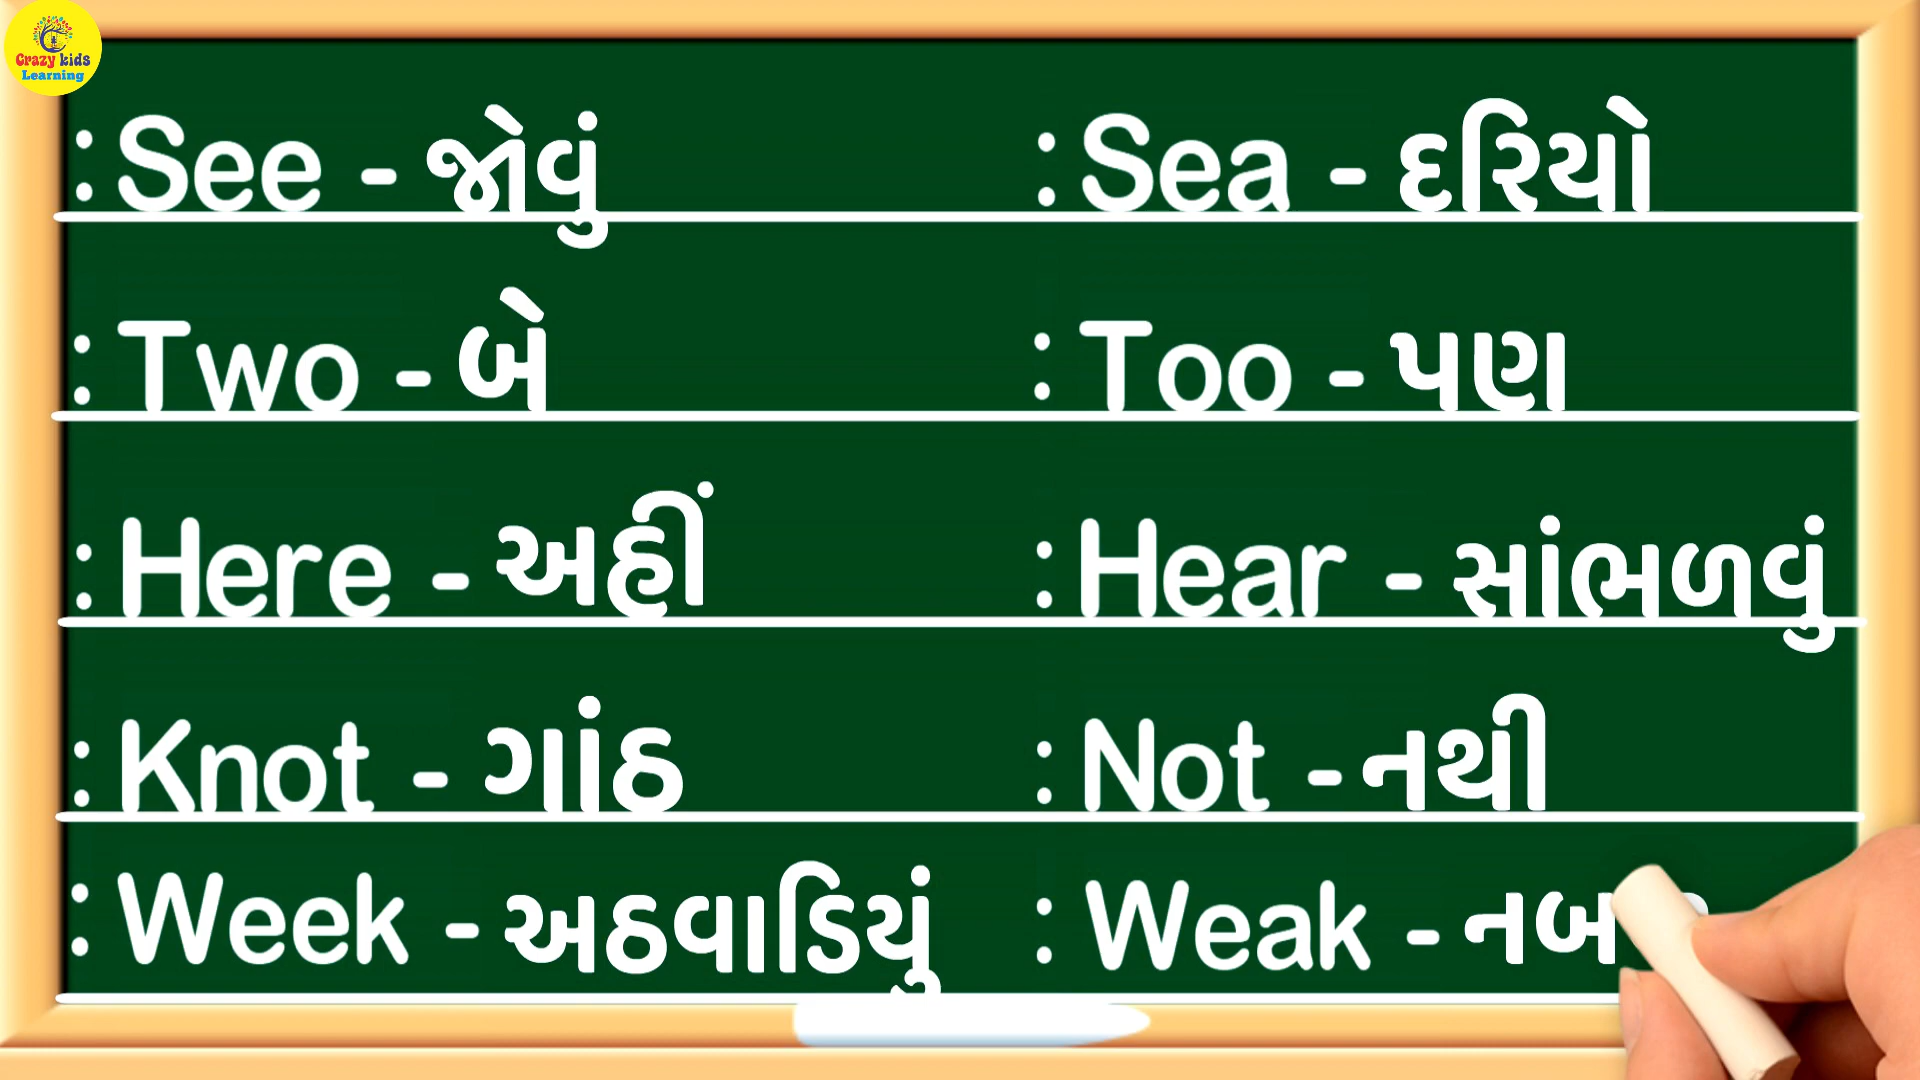 Crazy kids
Learning
: See - જોવું : Sea - દરિયો
: Two - બે : Too - પણ
: Here - અહીં : Hear - સાંભળવું
: Knot - ગાંઠ : Not - નથી
: Week - અઠવાડિયું : Weak -